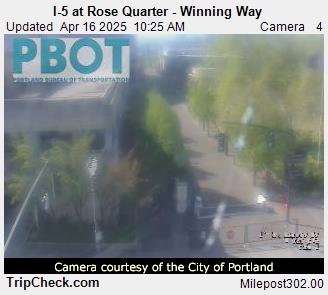 I-5 at Rose Quarter - Winning Way
Updated Apr 16 2025 10:25 AM Camera 4
PBOT
PORTLAND BUREAU OF TRANSPORTATION
Camera courtesy of the City of Portland
TripCheck.com Milepost302.00